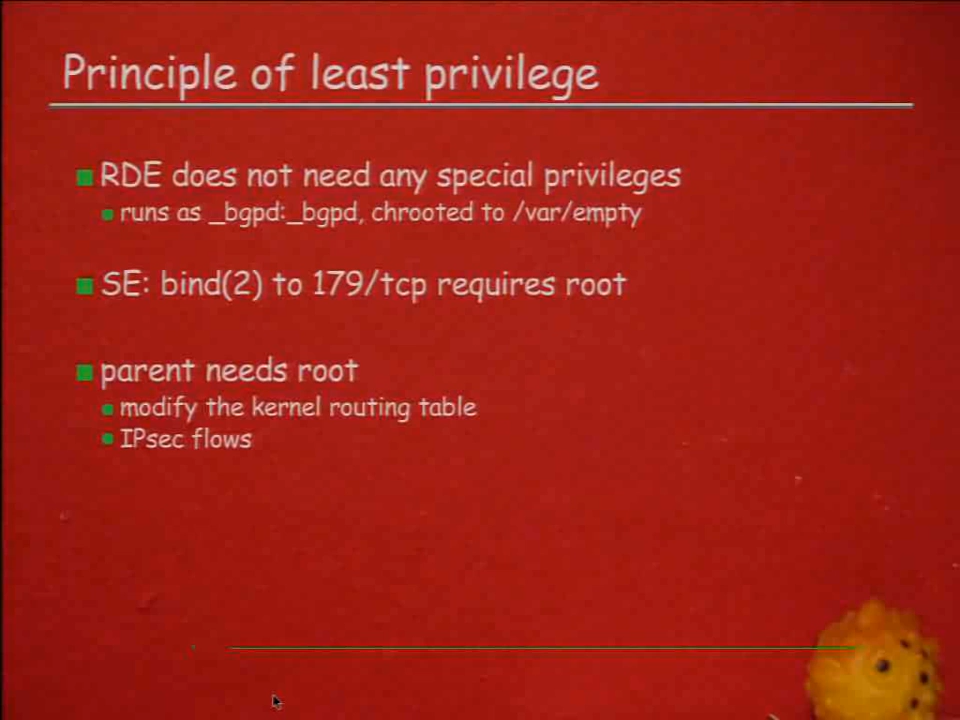 Principle of least privilege
RDE does not need any special privileges
runs as _bgpd:_bgpd, chrooted to /var/empty
SE: bind(2) to 179/tcp requires root
parent needs root
modify the kernel routing table
IPsec flows